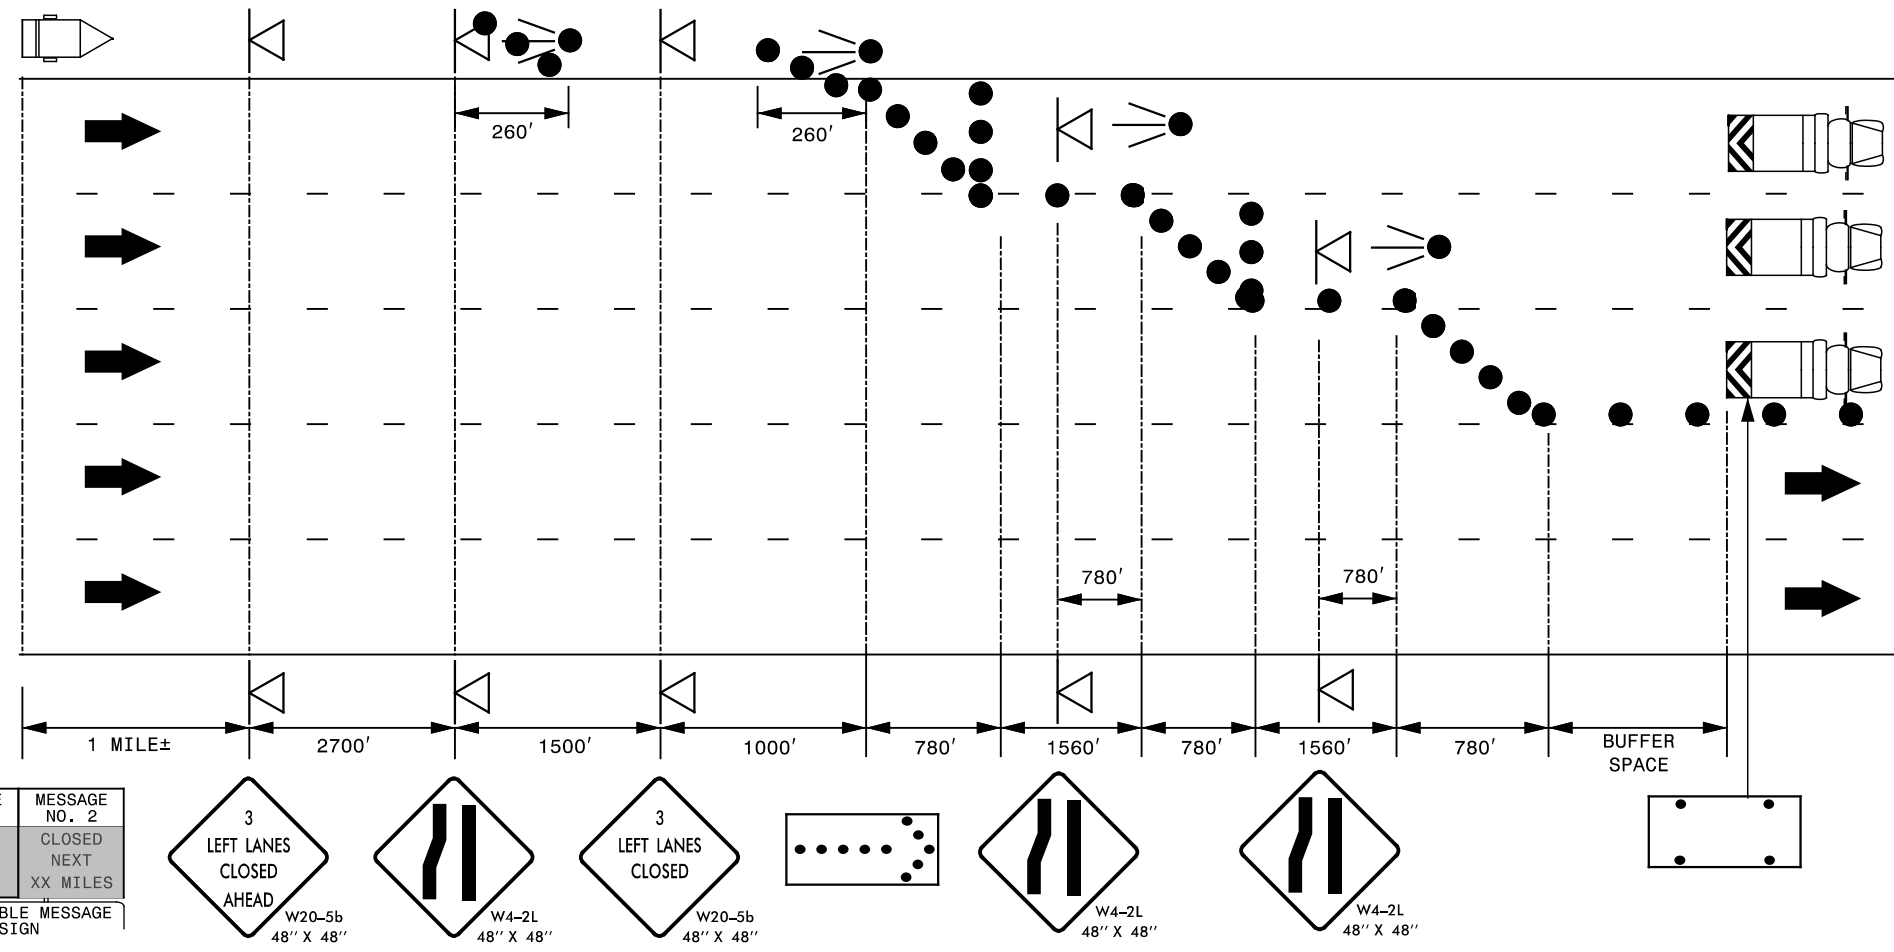 260'
260'
780'
780'
1 MILE±
2700'
1500'
1000'
780'
1560'
780'
1560'
780'
BUFFER
SPACE
MESSAGE
NO. 2
CLOSED
NEXT
XX MILES
BLE MESSAGE
SIGN
3
LEFT LANES
CLOSED
AHEAD
W20-5b
48'' X 48''
W4-2L
48'' X 48''
3
LEFT LANES
CLOSED
W20-5b
48'' X 48''
W4-2L
48'' X 48''
W4-2L
48'' X 48''